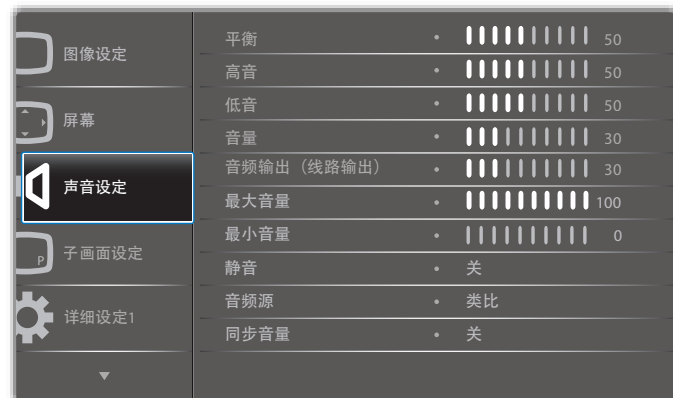 图像设定
屏幕
声音设定
P
子画面设定
详细设定1
平衡 50
高音 50
低音 50
音量 30
音频输出（线路输出） 30
最大音量 100
最小音量 0
静音 关
音频源 类比
同步音量 关